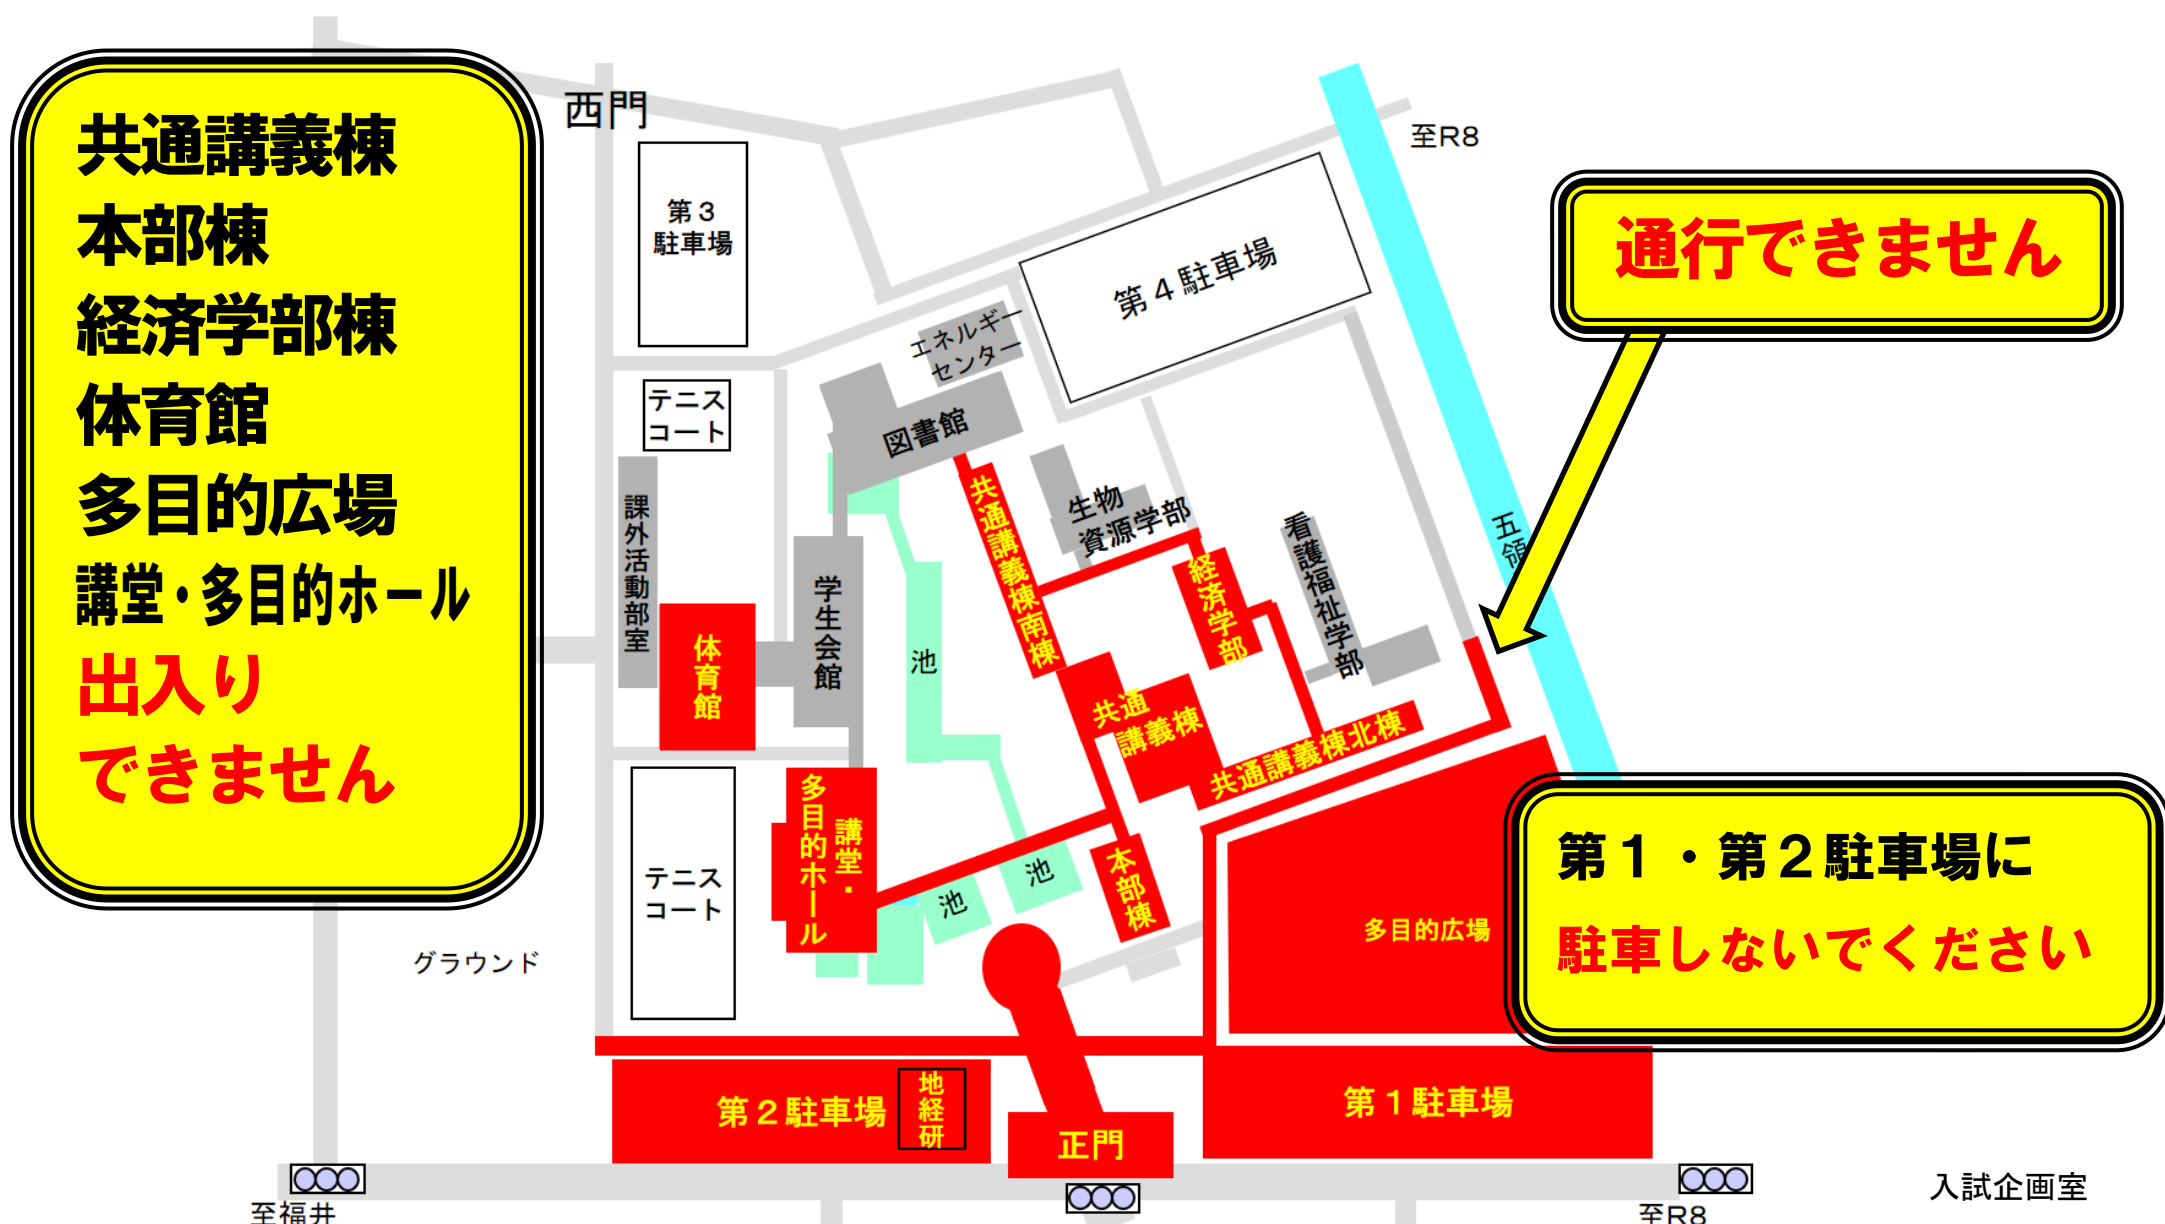 共通講義棟
本部棟
経済学部棟
体育館
多目的広場
講堂・多目的ホール
出入り
できません
西門
第３
駐車場
至R8
通行できません
第４駐車場
エネルギー
センター
テニス
コート
図書館
課外活動部室
体育館
学生会館
池
共通講義棟南棟
生物
資源学部
経済学部
看護福祉学部
五領
共通
講義棟
共通講義棟北棟
多目的ホール
講堂・
テニス
コート
池
池
本部棟
多目的広場
第１・第２駐車場に
駐車しないでください
グラウンド
第２駐車場
地経研
正門
第１駐車場
入試企画室
至福井
至R8